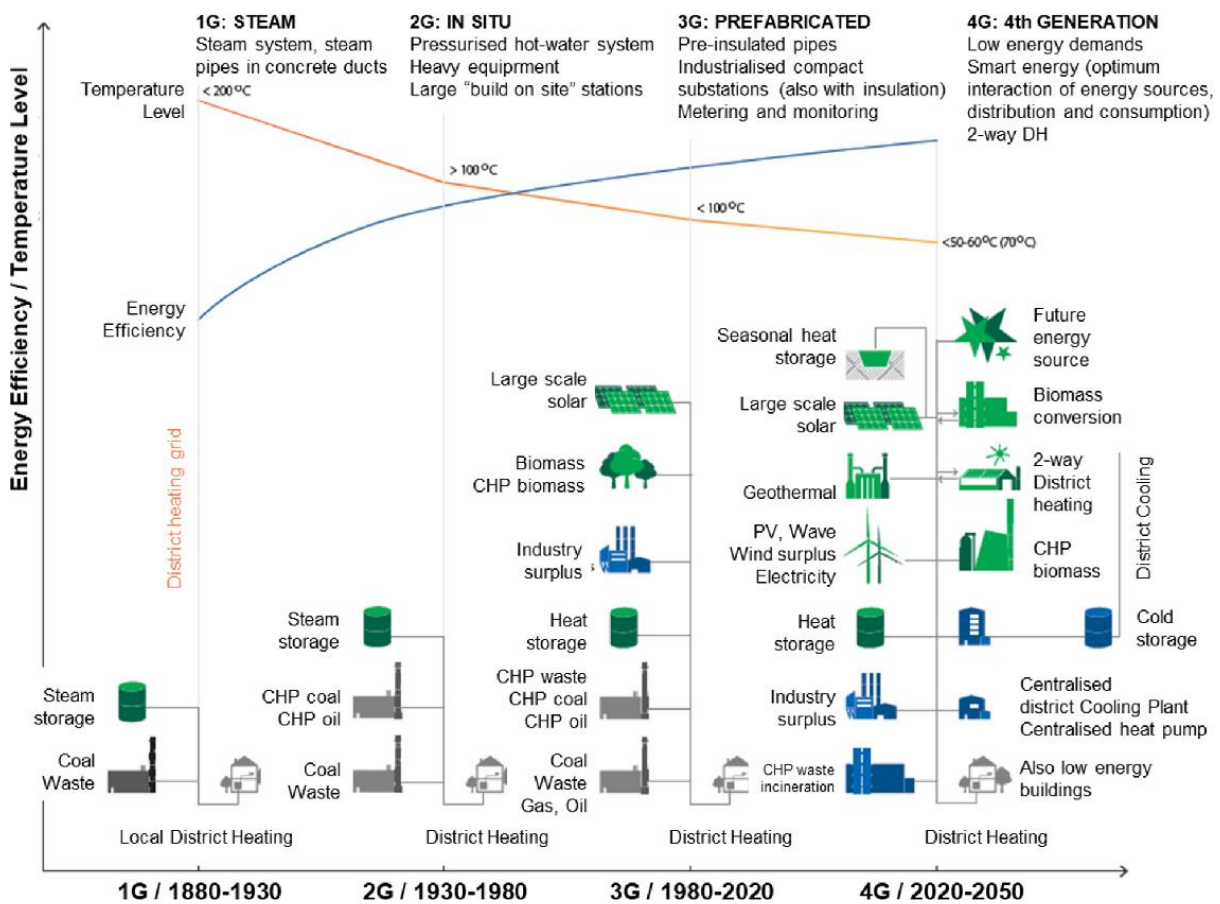 1G: STEAM
Steam system, steam
pipes in concrete ducts
2G: IN SITU
Pressurised hot-water system
Heavy equiprment
Large "build on site" stations
3G: PREFABRICATED
Pre-insulated pipes
Industrialised compact
substations (also with insulation)
Metering and monitoring
4G: 4th GENERATION
Low energy demands
Smart energy (optimum
interaction of energy sources,
distribution and consumption)
2-way DH
Energy Efficiency / Temperature Level
Temperature
Level
< 200°C
> 100°C
< 100°C
<50-60°C (70°C)
Energy
Efficiency
District heating grid
Steam
storage
Coal
Waste
Local District Heating
Steam
storage
CHP coal
CHP oil
Coal
Waste
District Heating
Large scale
solar
Biomass
CHP biomass
Industry
surplus
s
Heat
storage
CHP waste
CHP coal
CHP oil
Coal
Waste
Gas, Oil
District Heating
Seasonal heat
storage
Large scale
solar
Geothermal
PV, Wave
Wind surplus
Electricity
Heat
storage
Industry
surplus
CHP waste
incineration
Future
energy
source
Biomass
conversion
2-way
District
heating
CHP
biomass
District Cooling
Cold
storage
Centralised
district Cooling Plant
Centralised heat pump
Also low energy
buildings
District Heating
1G / 1880-1930
2G / 1930-1980
3G / 1980-2020
4G / 2020-2050